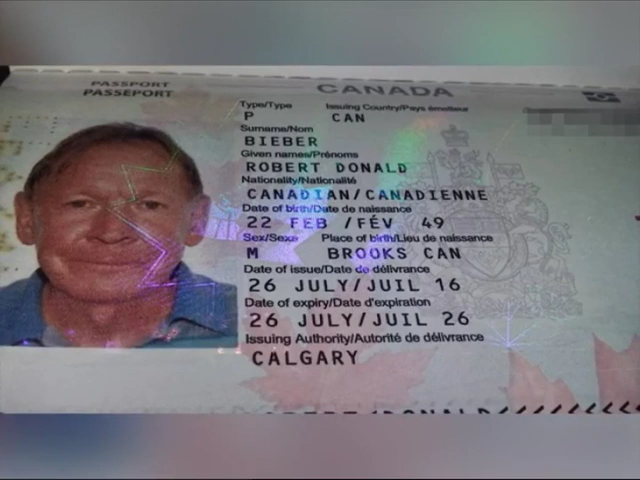 PASSPORT
PASSEPORT
CANADA
Type/Type Issuing Country/Pays émetteur
P CAN
Surname/Nom
BIEBER
Given names/Prénoms
ROBERT DONALD
Nationality/Nationalité
CANADIAN/CANADIENNE
Date of birth/Date de naissance
22 FEB /FÉV 49
Sex/Sexe Place of birth/Lieu de naissance
M BROOKS CAN
Date of issue/Date de délivrance
26 JULY/JUIL 16
Date of expiry/Date d'expiration
26 JULY/JUIL 26
Issuing Authority/Autorité de délivrance
CALGARY